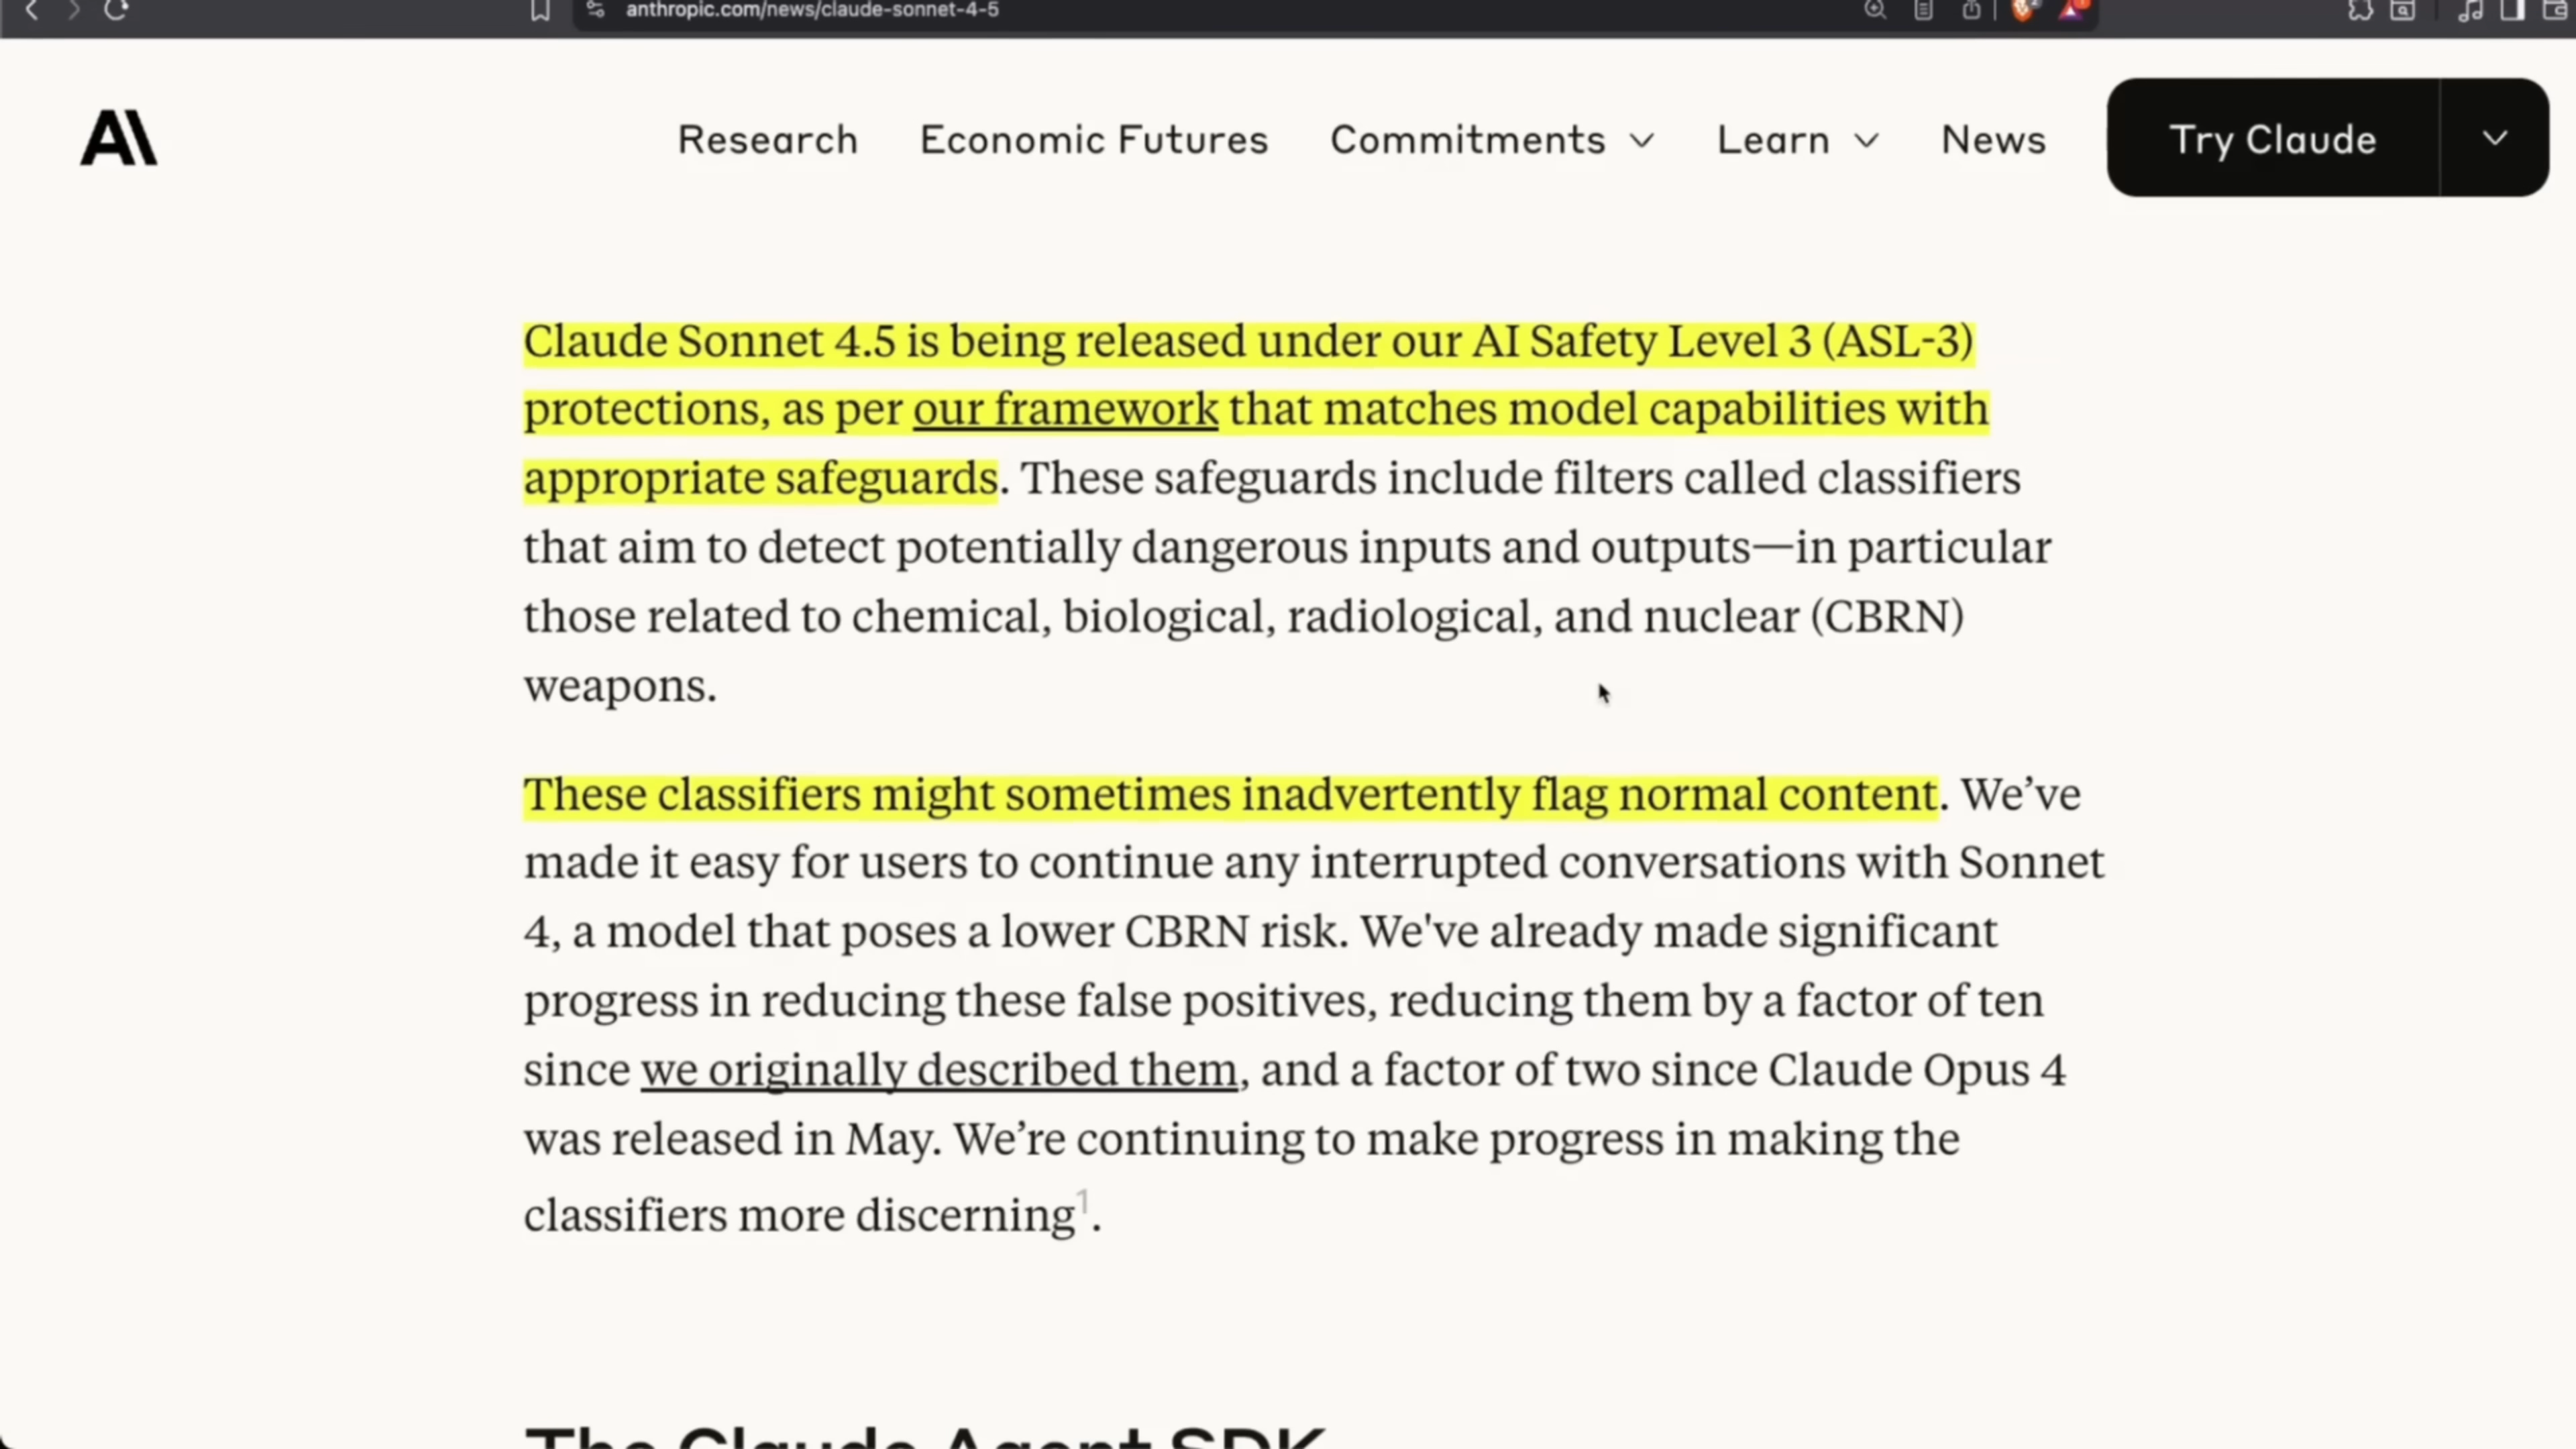 anthropic.com/news/claude-sonnet-4-5
A\
Research Economic Futures Commitments Learn News Try Claude
Claude Sonnet 4.5 is being released under our AI Safety Level 3 (ASL-3)
protections, as per our framework that matches model capabilities with
appropriate safeguards. These safeguards include filters called classifiers
that aim to detect potentially dangerous inputs and outputs—in particular
those related to chemical, biological, radiological, and nuclear (CBRN)
weapons.
These classifiers might sometimes inadvertently flag normal content. We’ve
made it easy for users to continue any interrupted conversations with Sonnet
4, a model that poses a lower CBRN risk. We've already made significant
progress in reducing these false positives, reducing them by a factor of ten
since we originally described them, and a factor of two since Claude Opus 4
was released in May. We’re continuing to make progress in making the
classifiers more discerning1.
The Claude Agent SDK